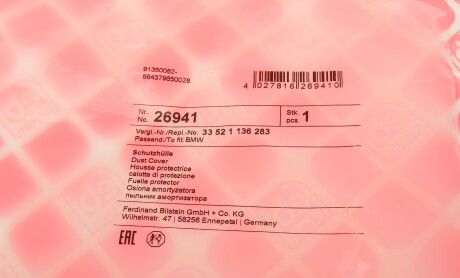 91360062-
664379650028
4 027816 269410
Nr.
No. 26941 Stk
pcs. 1
Vergl.-Nr./Repl.-No. 33 52 1 136 283
Passend:/To fit: BMW
Schutzhülle
Dust Cover
Housse protectrice
calotta di protezione
Fuelle protector
Osłona amortyzatora
пыльник амортизатора
Ferdinand Bilstein GmbH + Co. KG
Wilhelmstr. 47 | 58256 Ennepetal | Germany
EAC